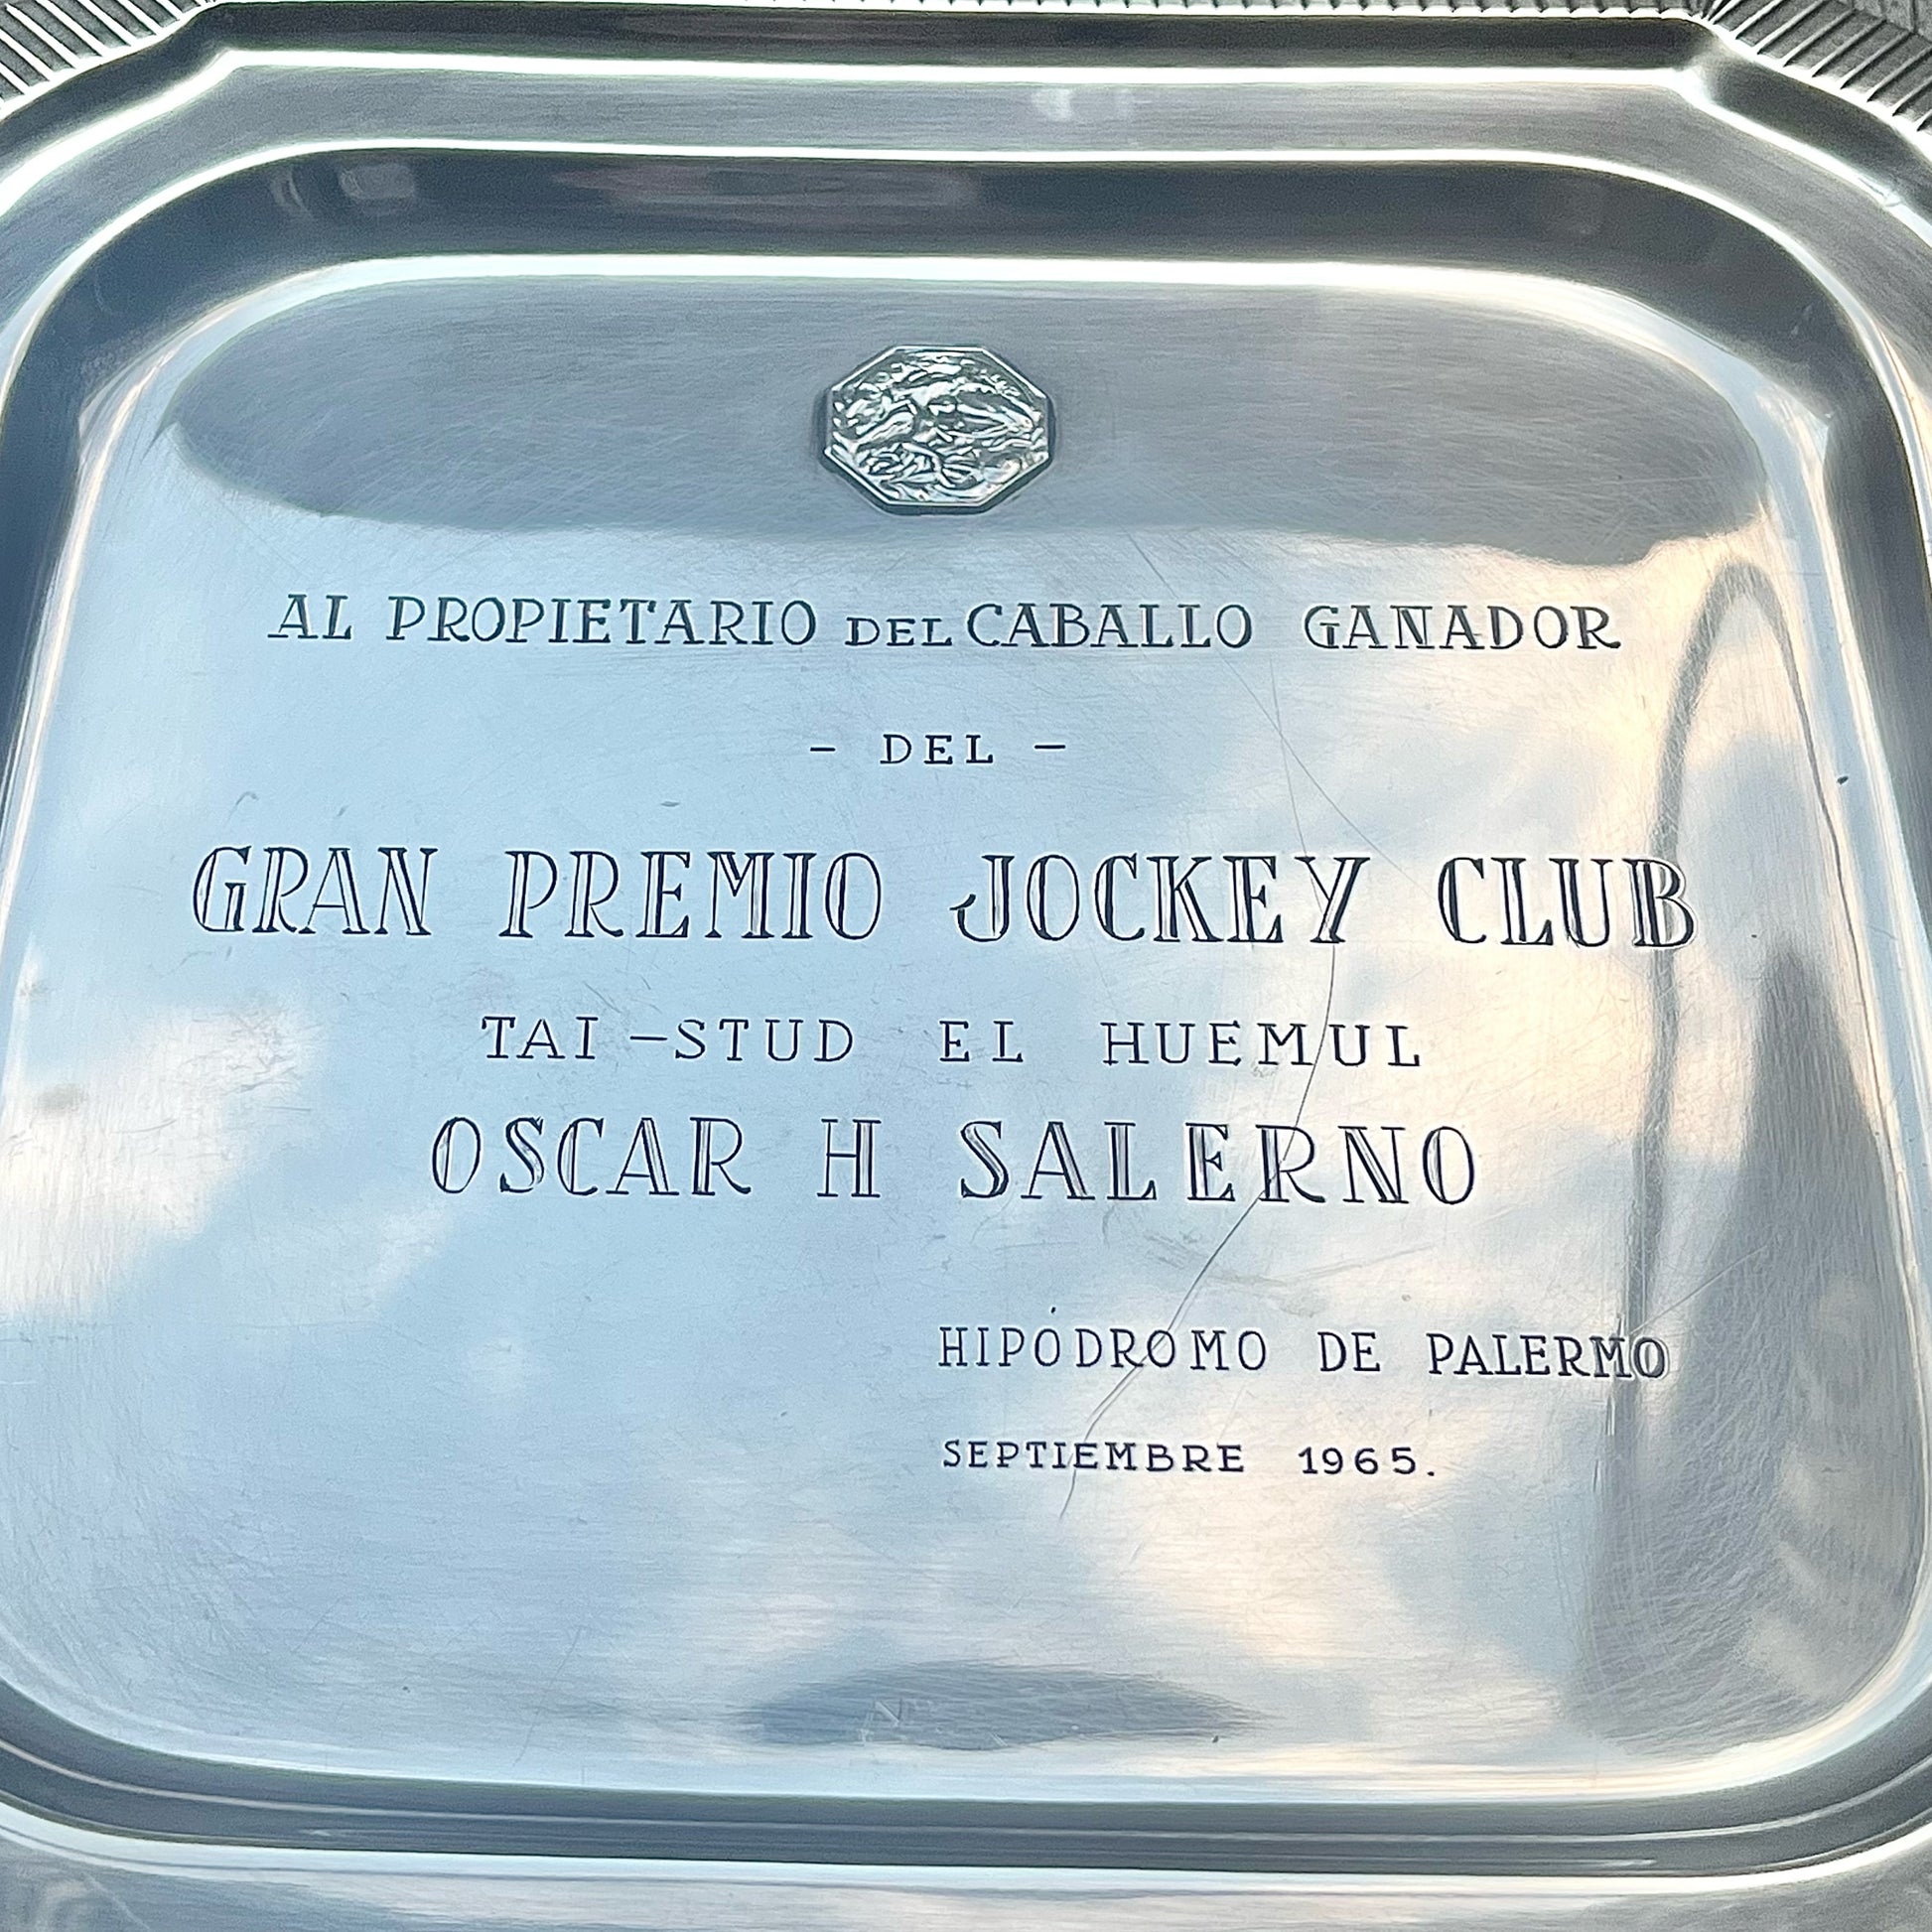 AL PROPIETARIO DEL CABALLO GANADOR
- DEL -
GRAN PREMIO JOCKEY CLUB
TAI - STUD EL HUEMUL
OSCAR H SALERNO
HIPÓDROMO DE PALERMO
SEPTIEMBRE 1965.